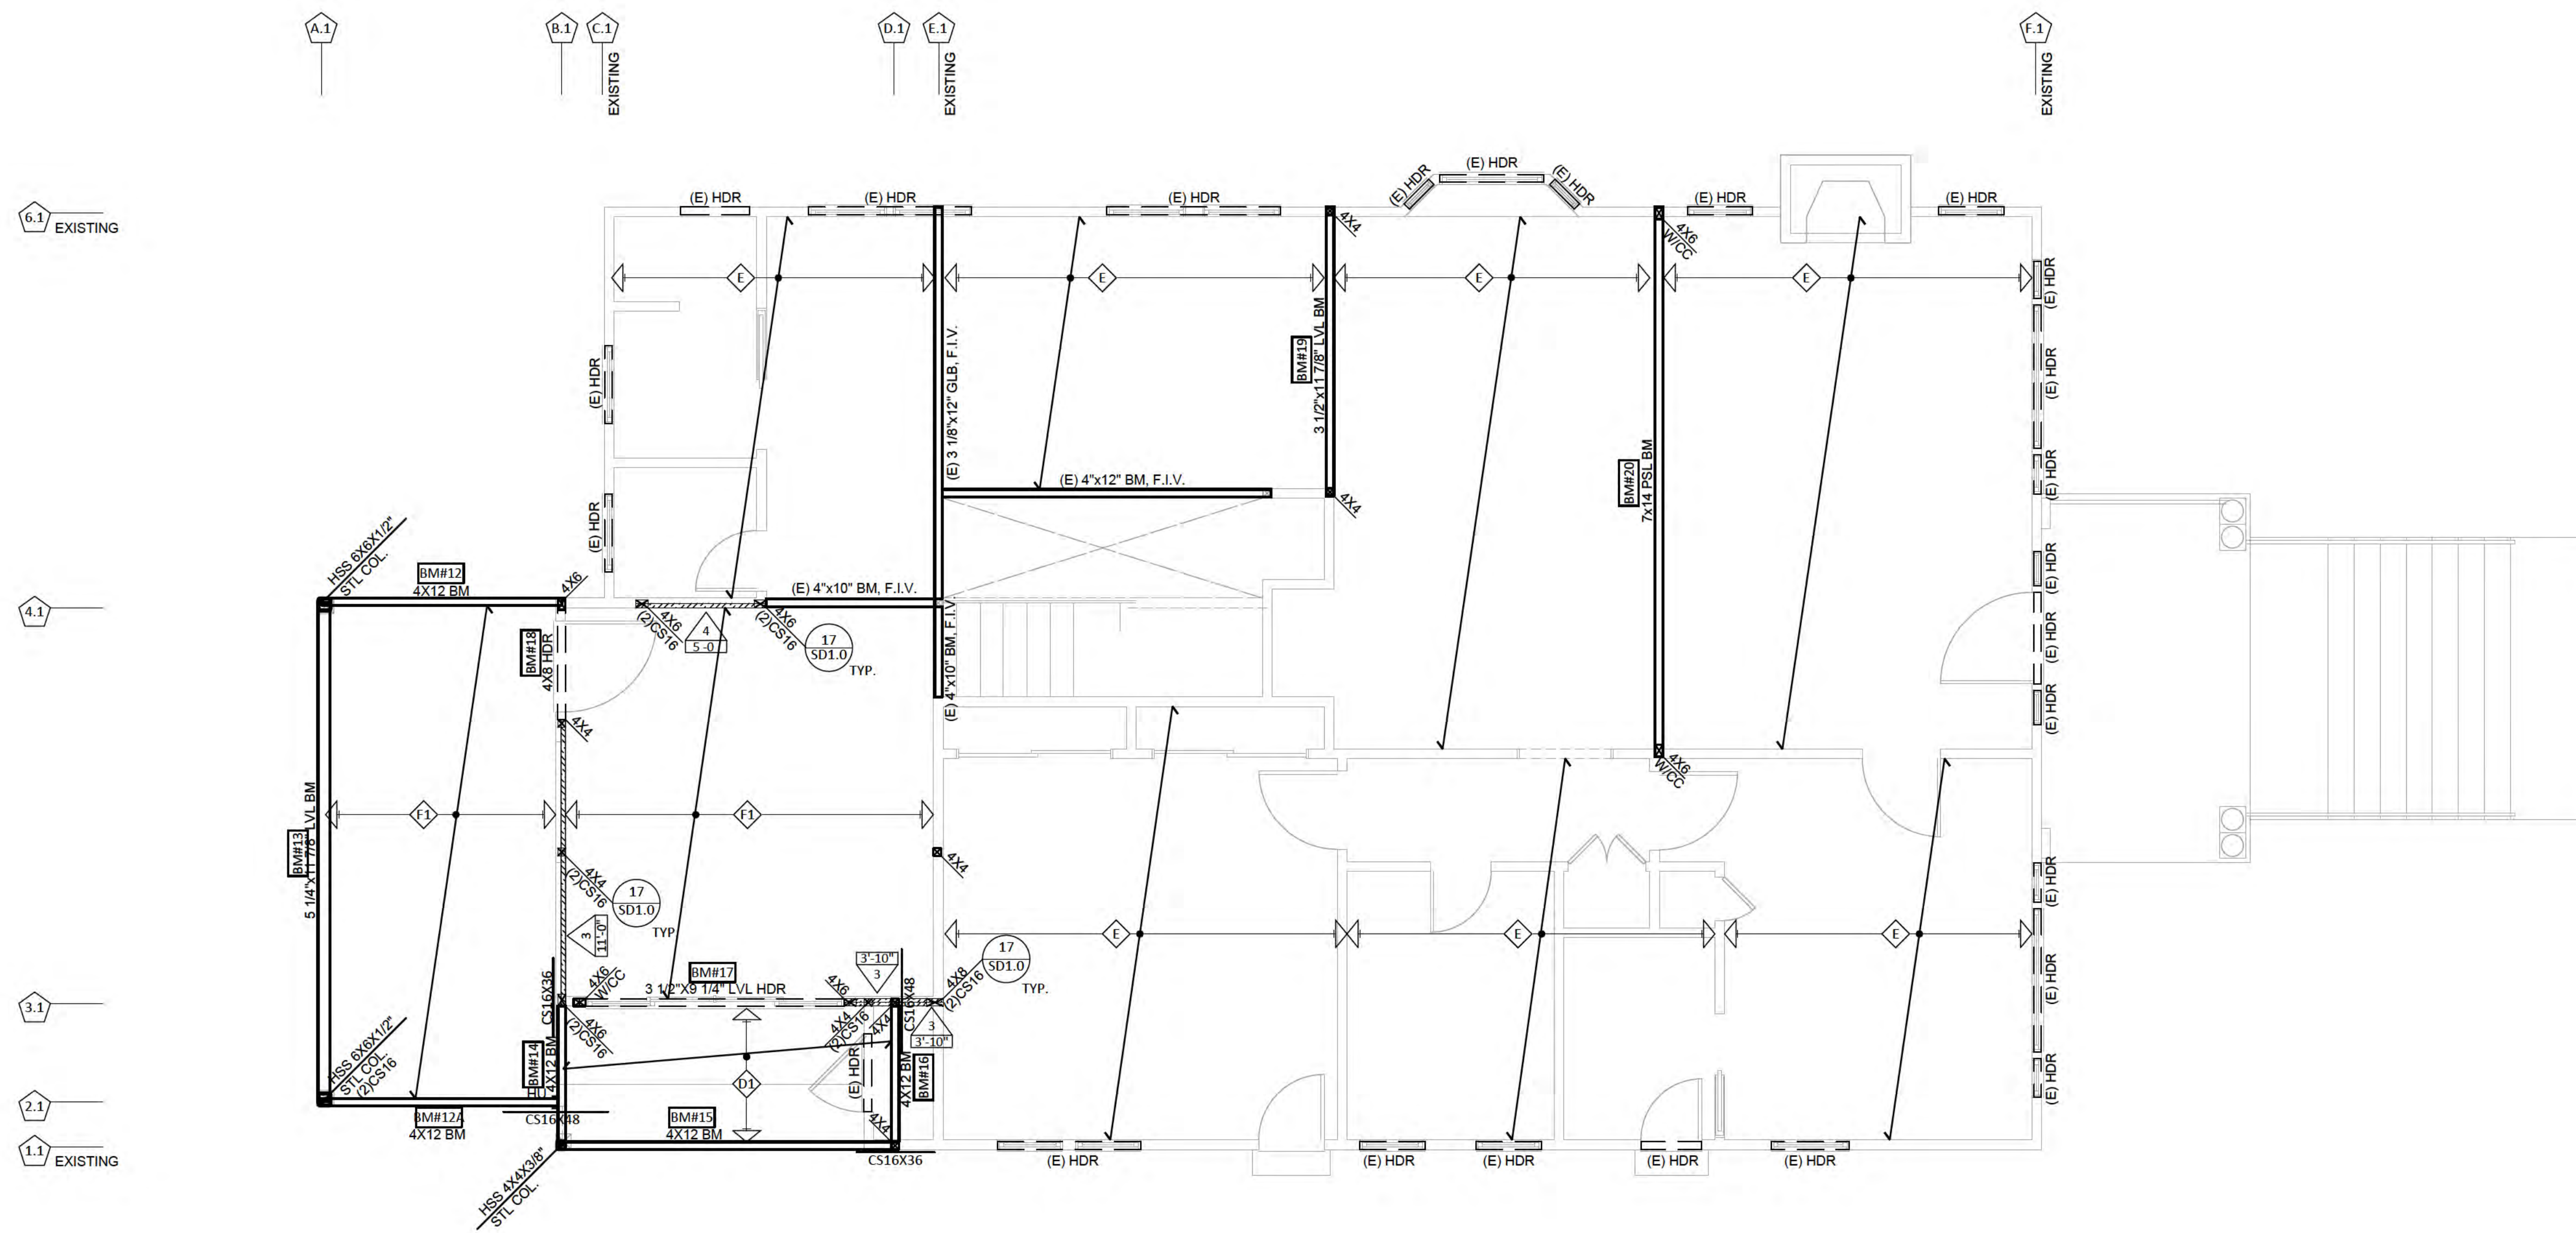 A.1
B.1
C.1
EXISTING
D.1
E.1
EXISTING
F.1
EXISTING
6.1
EXISTING
4.1
3.1
2.1
1.1
EXISTING
(E) HDR
(E) HDR
(E) HDR
(E) HDR
(E) HDR
(E) HDR
(E) HDR
(E) HDR
4X4
4X6
W/CC
E
E
E
E
(E) HDR
(E) HDR
(E) HDR
(E) HDR
(E) HDR
(E) 3 1/8"x12" GLB, F.I.V.
BM#19
3 1/2"x11 7/8" LVL BM
BM#20
7x14 PSL BM
(E) 4"x12" BM, F.I.V.
4X4
HSS 6X6X1/2"
STL COL.
BM#12
4X12 BM
4X6
(E) 4"x10" BM, F.I.V.
(E) HDR
(E) HDR
(E) HDR
BM#18
4X8 HDR
4X6
(2)CS16
4
5 -0
4X6
(2)CS16
17
SD1.0
TYP.
(E) 4"x10" BM, F.I.V.
4X4
4X6
W/CC
BM#13
5 1/4"x11 7/8" LVL BM
F1
F1
4X4
(2)CS16
17
SD1.0
TYP
4X4
3
11'-0"
E
E
E
(E) HDR
(E) HDR
(E) HDR
CS16X36
4X6
W/CC
BM#17
3 1/2"X9 1/4" LVL HDR
3'-10"
3
4X6
CS16X48
4X8
(2)CS16
17
SD1.0
TYP.
3
3'-10"
4X6
(2)CS16
4X4
(2)CS16
4X4
HSS 6X6X1/2"
STL COL.
(2)CS16
BM#14
4X12 BM
HU
D1
(E) HDR
4X12 BM
BM#16
BM#12A
4X12 BM
CS16X48
BM#15
4X12 BM
4X4
CS16X36
HSS 4X4X3/8"
STL COL.
(E) HDR
(E) HDR
(E) HDR
(E) HDR
(E) HDR